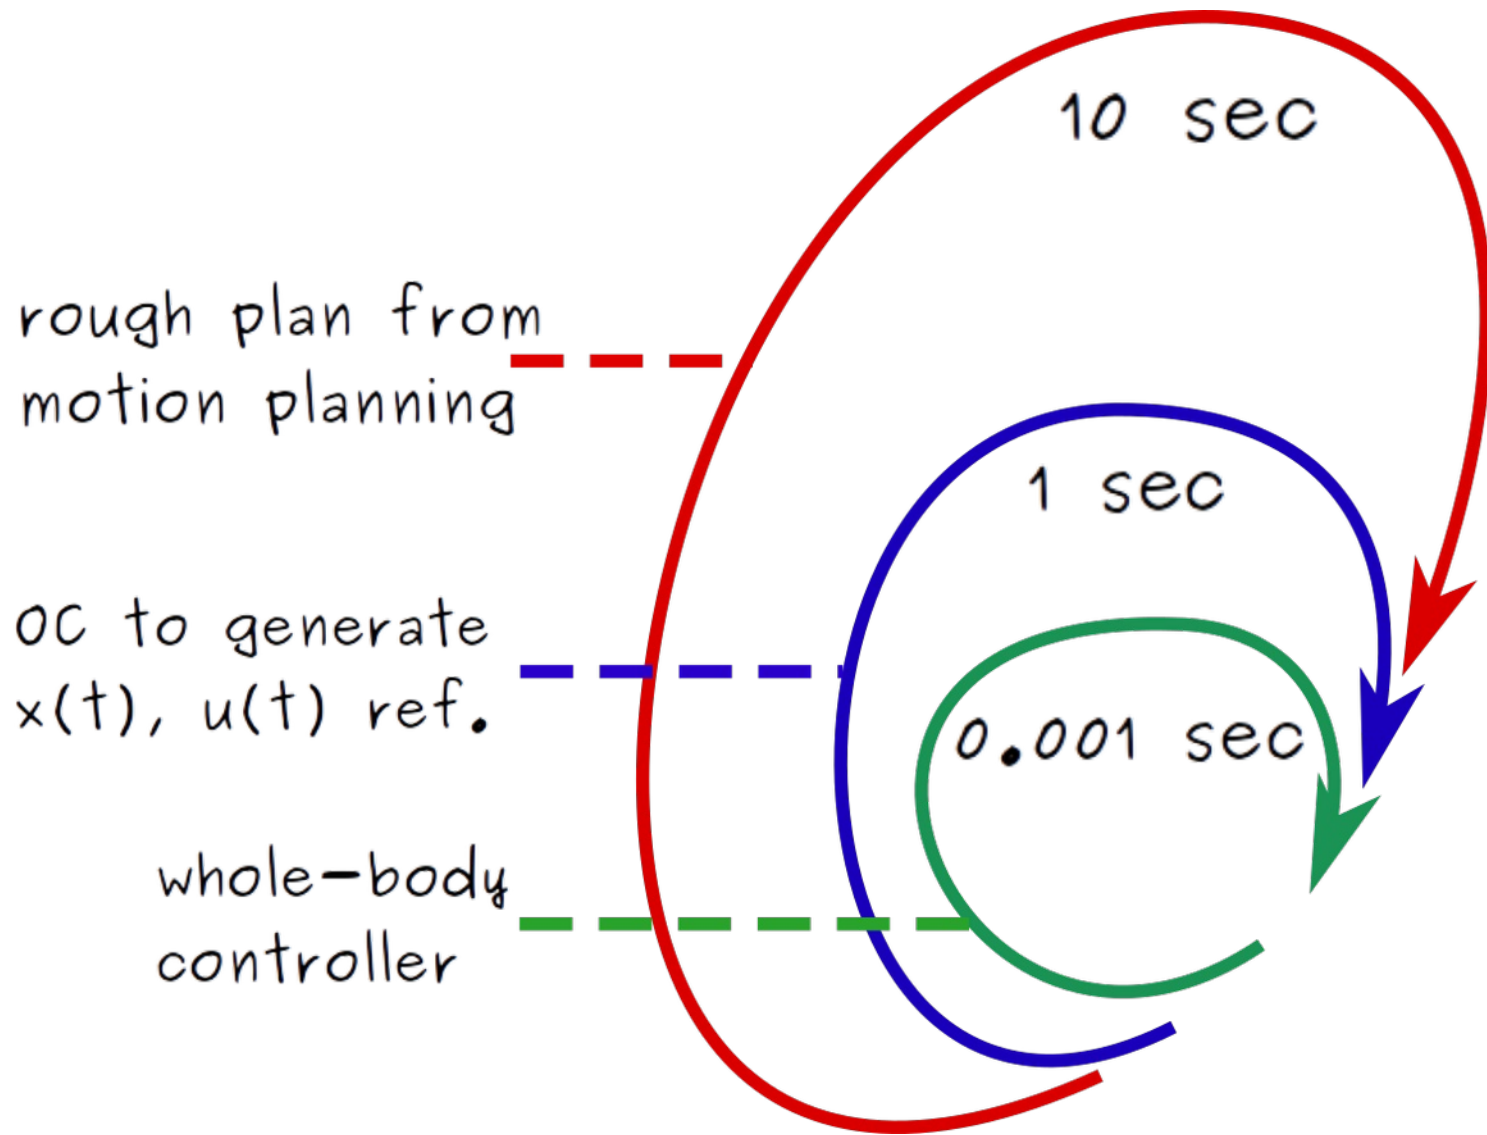 10 sec
rough plan from
motion planning
1 sec
OC to generate
x(t), u(t) ref.
0.001 sec
whole-body
controller